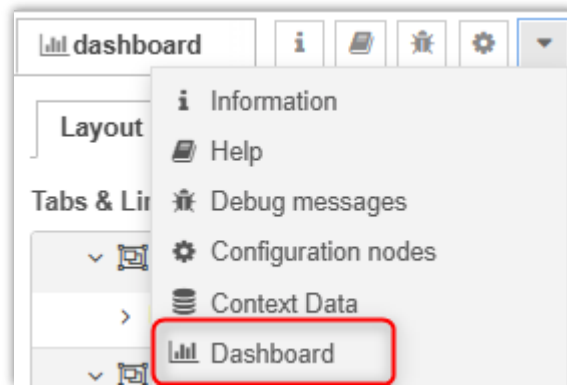 dashboard i
Information
Layout
Help
Tabs & Lin
Debug messages
Configuration nodes
Context Data
Dashboard